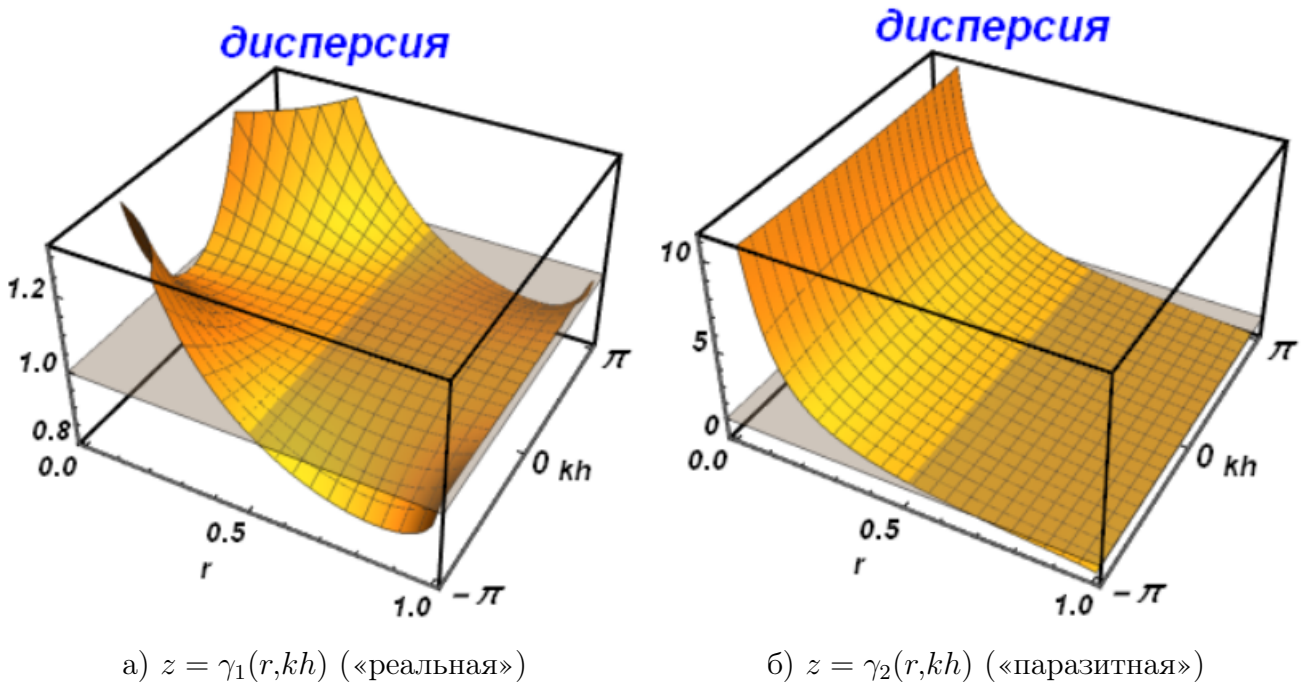 дисперсия
1.2
1.0
0.8
0.0
0.5
r
1.0
−π
0 kh
π
дисперсия
10
5
0
0.0
0.5
r
1.0
−π
0 kh
π
а) z = γ₁(r,kh) («реальная»)
б) z = γ₂(r,kh) («паразитная»)